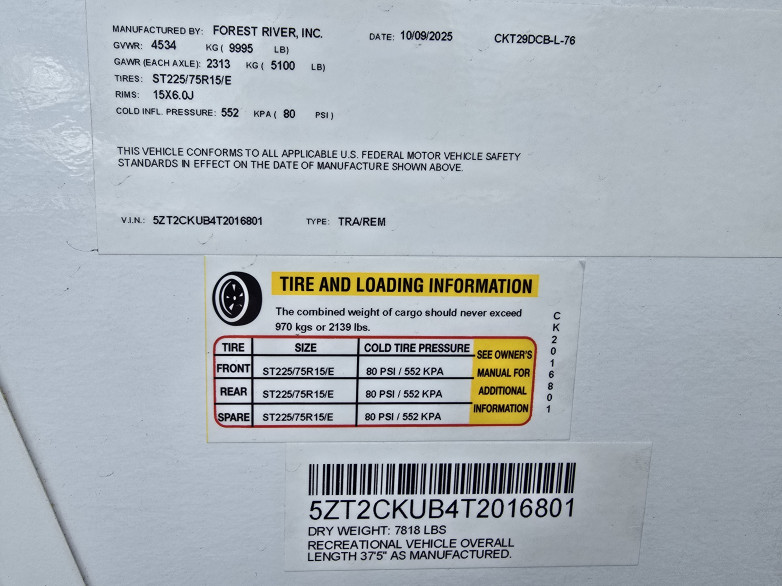 MANUFACTURED BY: FOREST RIVER, INC. DATE: 10/09/2025 CKT29DCB-L-76
GVWR: 4534 KG ( 9995 LB)
GAWR (EACH AXLE): 2313 KG ( 5100 LB)
TIRES: ST225/75R15/E
RIMS: 15X6.0J
COLD INFL. PRESSURE: 552 KPA ( 80 PSI)
THIS VEHICLE CONFORMS TO ALL APPLICABLE U.S. FEDERAL MOTOR VEHICLE SAFETY
STANDARDS IN EFFECT ON THE DATE OF MANUFACTURE SHOWN ABOVE.
V.I.N.: 5ZT2CKUB4T2016801 TYPE: TRA/REM
TIRE AND LOADING INFORMATION
The combined weight of cargo should never exceed
970 kgs or 2139 lbs.
TIRE SIZE COLD TIRE PRESSURE
FRONT ST225/75R15/E 80 PSI / 552 KPA
REAR ST225/75R15/E 80 PSI / 552 KPA
SPARE ST225/75R15/E 80 PSI / 552 KPA
SEE OWNER'S
MANUAL FOR
ADDITIONAL
INFORMATION
CK2016801
5ZT2CKUB4T2016801
DRY WEIGHT: 7818 LBS
RECREATIONAL VEHICLE OVERALL
LENGTH 37'5" AS MANUFACTURED.